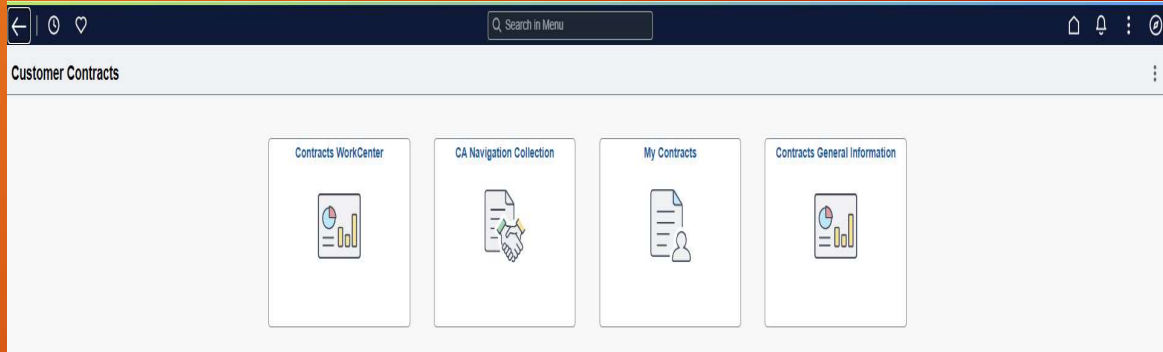 Search in Menu
Customer Contracts
Contracts WorkCenter
CA Navigation Collection
My Contracts
Contracts General Information